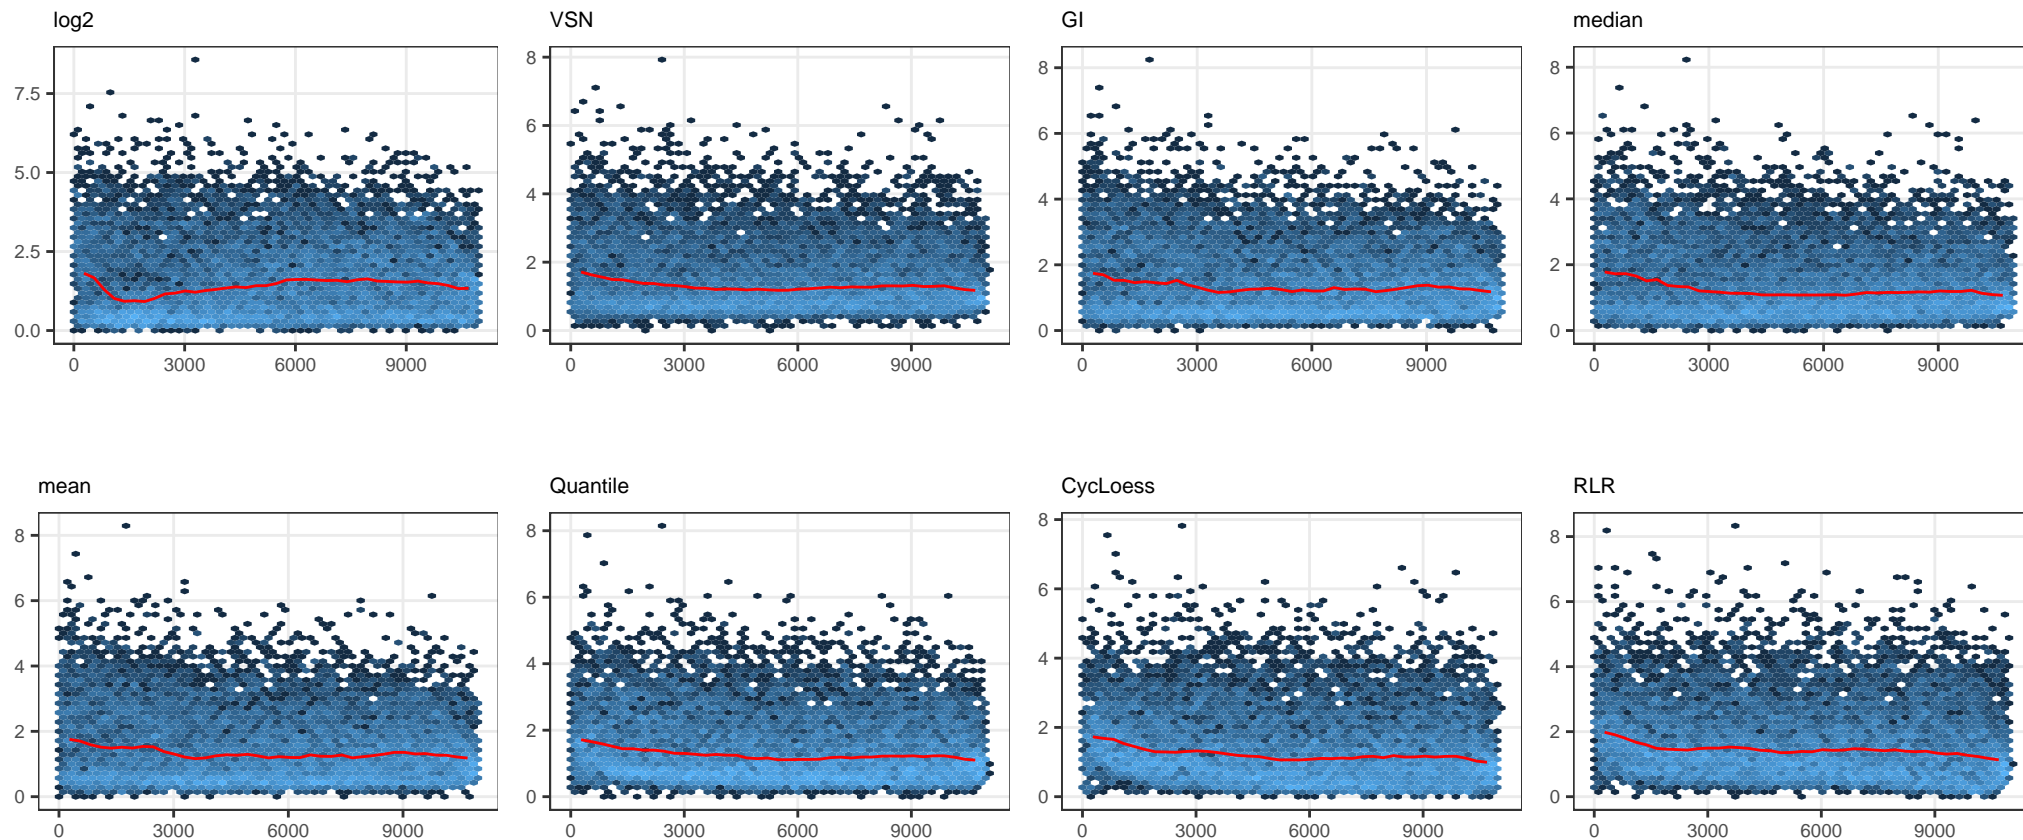 log2 VSN GI median
7.5 8 8 8
5.0 6 6 6
2.5 4 4 4
0.0 2 2 2
0 0 0
0 3000 6000 9000 0 3000 6000 9000 0 3000 6000 9000 0 3000 6000 9000
mean Quantile CycLoess RLR
8 8 8 8
6 6 6 6
4 4 4 4
2 2 2 2
0 0 0 0
0 3000 6000 9000 0 3000 6000 9000 0 3000 6000 9000 0 3000 6000 9000